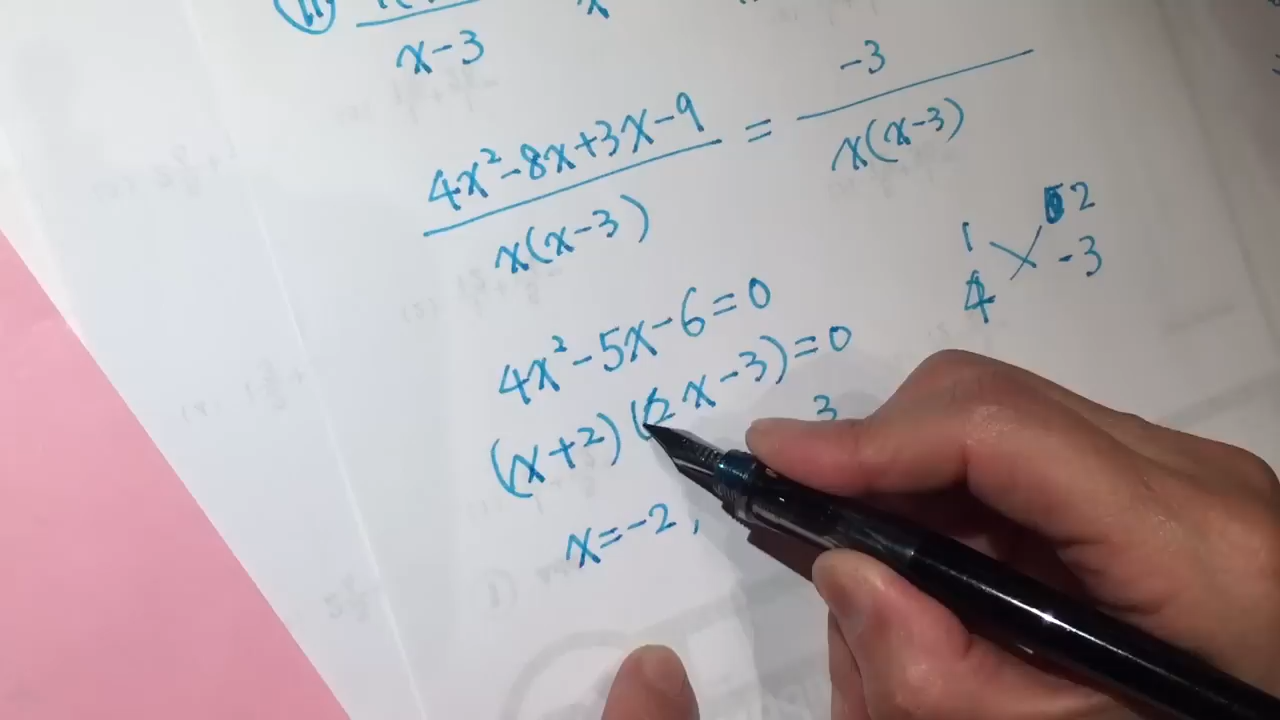 x-3
4x²-8x+3x-9 / x(x-3) = -3 / x(x-3)
1 2
4 -3
4x²-5x-6=0
(x+2)(2x-3)=0
x=-2, 3